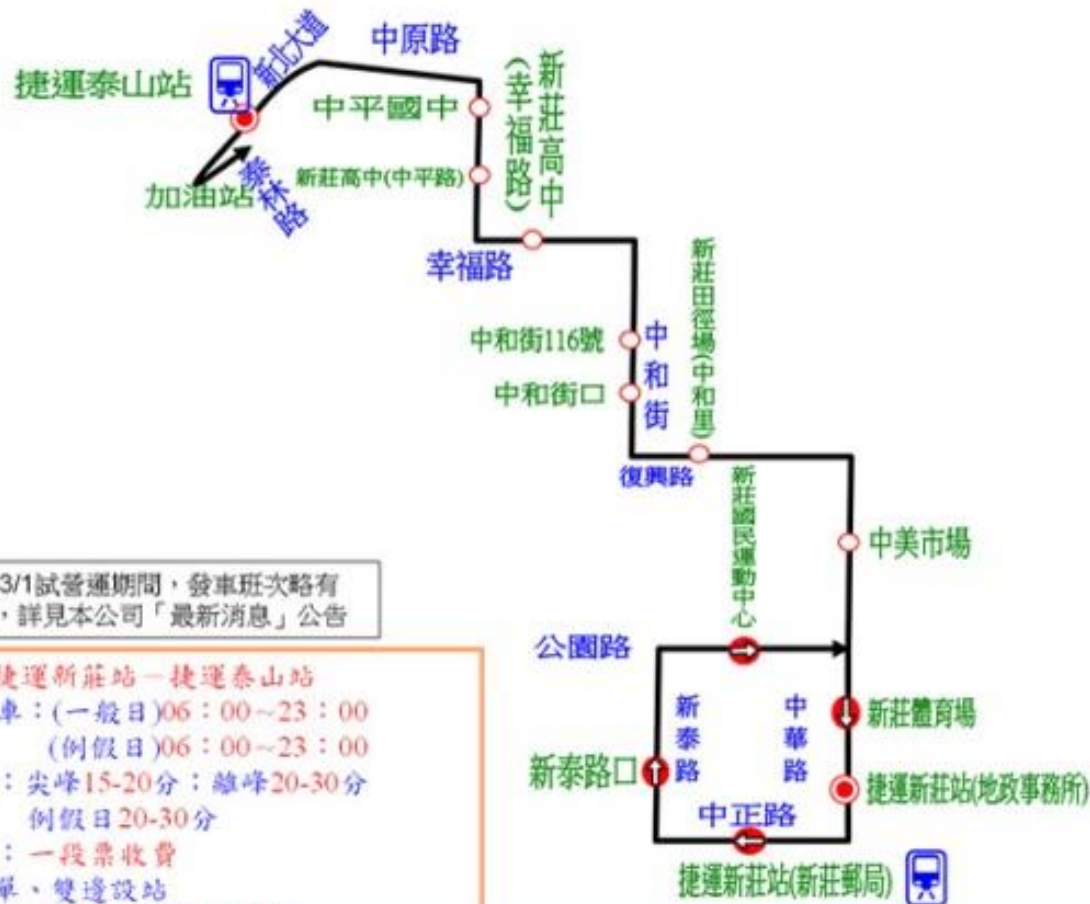 新北大道
中原路
捷運泰山站
中平國中
新莊高中
(幸福路)
新莊高中(中平路)
加油站
泰林路
幸福路
新莊田徑場(中和里)
中和街116號
中和街
中和街口
復興路
新莊國民運動中心
中美市場
3/1試營運期間,發車班次略有
,詳見本公司「最新消息」公告
公園路
捷運新莊站－捷運泰山站
車：(一般日)06：00~23：00
(例假日)06：00~23：00
：尖峰15-20分；離峰20-30分
例假日20-30分
：一段票收費
單、雙邊設站
新泰路
中華路
新莊體育場
新泰路口
捷運新莊站(地政事務所)
中正路
捷運新莊站(新莊郵局)